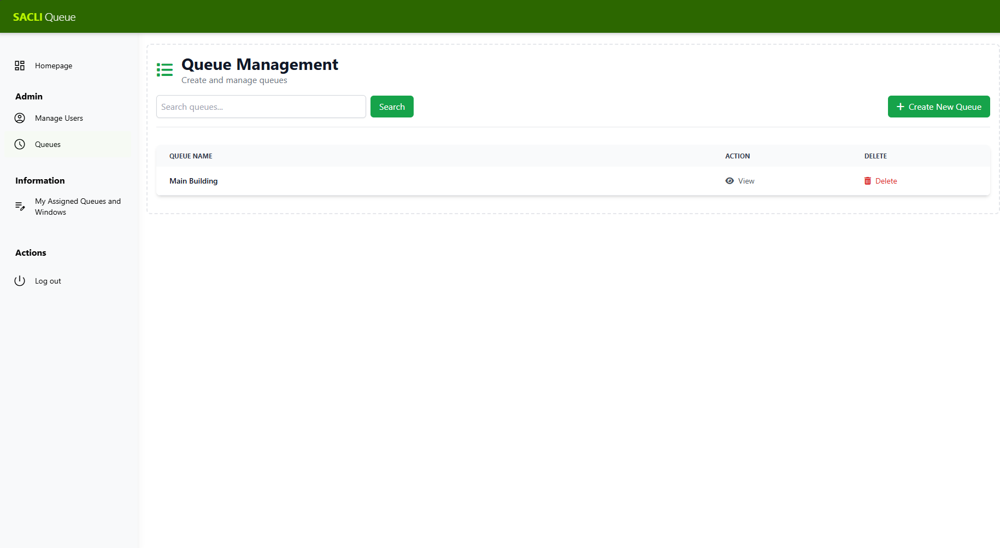 SACLI Queue
Homepage
Admin
Manage Users
Queues
Information
My Assigned Queues and
Windows
Actions
Log out
Queue Management
Create and manage queues
Search queues...
Search
Create New Queue
QUEUE NAME ACTION DELETE
Main Building View Delete